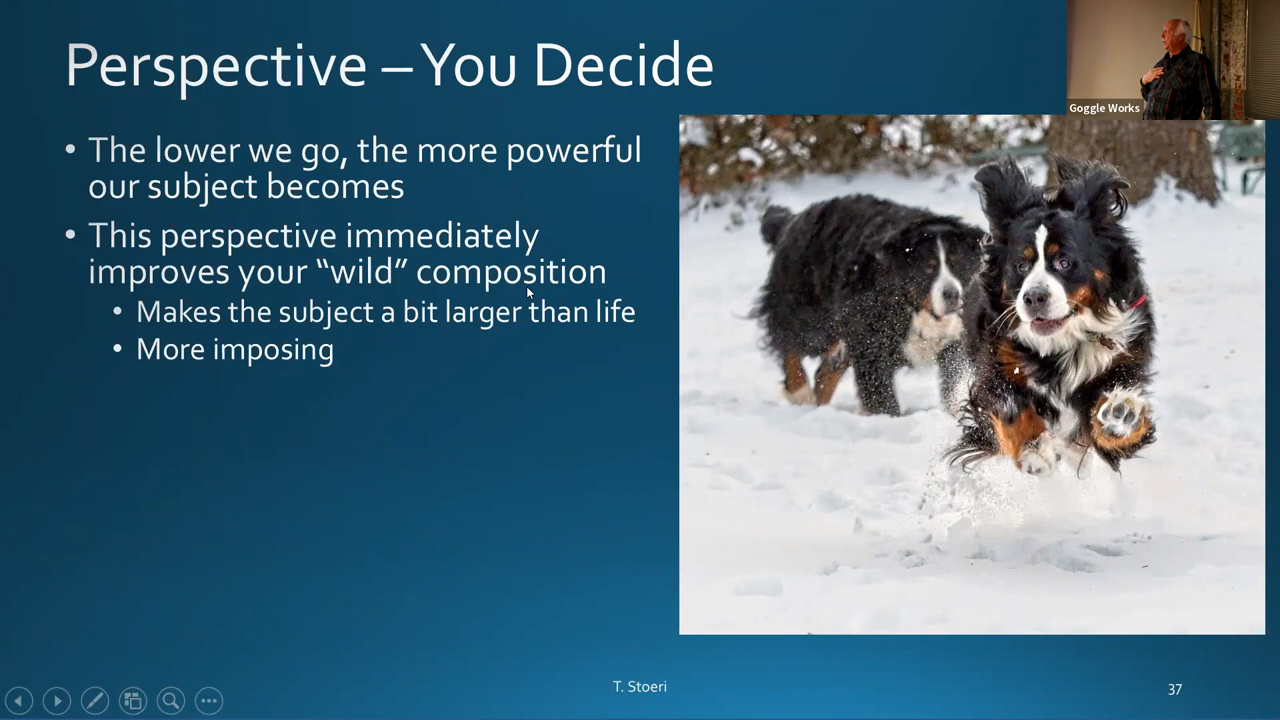 Perspective – You Decide
Goggle Works
• The lower we go, the more powerful
our subject becomes
• This perspective immediately
improves your “wild” composition
• Makes the subject a bit larger than life
• More imposing
T. Stoeri
37